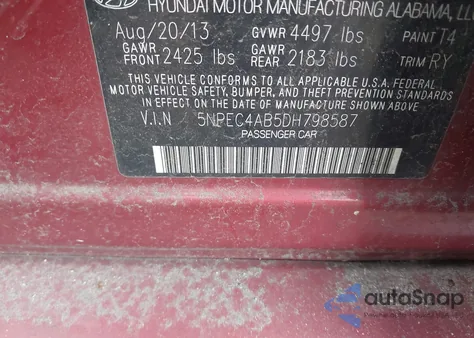 HYUNDAI MOTOR MANUFACTURING ALABAMA,
Aug/20/13 GVWR 4497 lbs PAINT T4
GAWR FRONT 2425 lbs GAWR REAR 2183 lbs TRIM RY
THIS VEHICLE CONFORMS TO ALL APPLICABLE U.S.A. FEDERAL
MOTOR VEHICLE SAFETY, BUMPER, AND THEFT PREVENTION STANDARDS
IN EFFECT ON THE DATE OF MANUFACTURE SHOWN ABOVE.
V.I.N 5NPEC4AB5DH798587
PASSENGER CAR
autoSnap